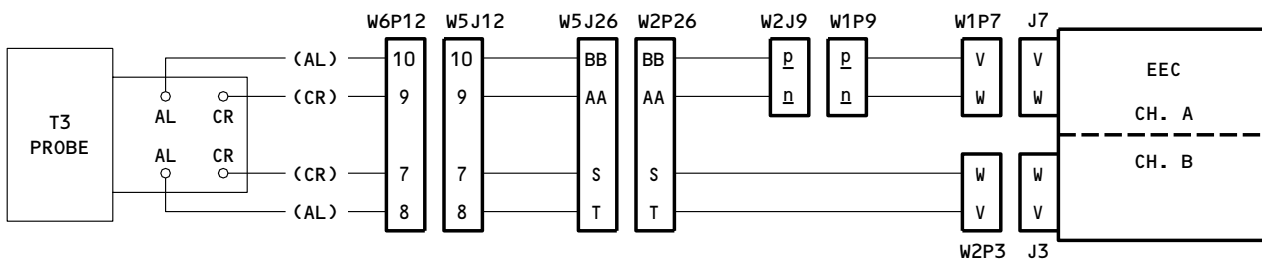 W6P12 W5J12 W5J26 W2P26 W2J9 W1P9 W1P7 J7
(AL) 10 10 BB BB p p V V
(CR) 9 9 AA AA n n W W
AL CR
T3
PROBE
AL CR
(CR) 7 7 S S W W
(AL) 8 8 T T V V
EEC
CH. A
CH. B
W2P3 J3